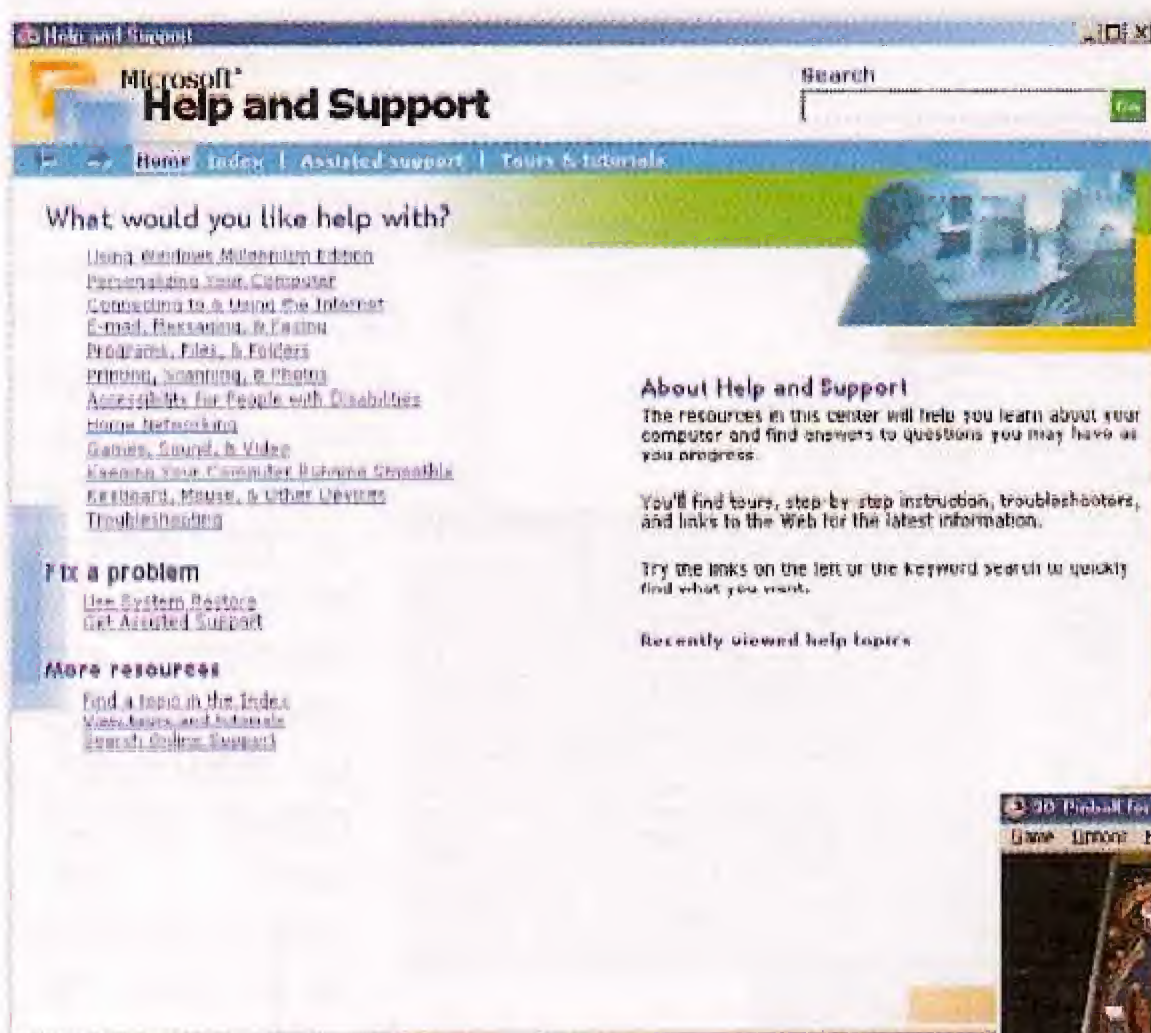 Help and Support
Microsoft®
Help and Support
Search
Go
Home Index | Assisted support | Tours & tutorials
What would you like help with?
Using Windows Millennium Edition
Personalizing Your Computer
Connecting to & Using the Internet
E-mail, Messaging, & Faxing
Programs, Files, & Folders
Printing, Scanning, & Photos
Accessibility for People with Disabilities
Home Networking
Games, Sound, & Video
Keeping Your Computer Running Smoothly
Keyboard, Mouse, & Other Devices
Troubleshooting
Fix a problem
Use System Restore
Get Assisted Support
More resources
Find a topic in the Index
View tours and tutorials
Search Online Support
About Help and Support
The resources in this center will help you learn about your
computer and find answers to questions you may have as
you progress.
You'll find tours, step-by-step instruction, troubleshooters,
and links to the Web for the latest information.
Try the links on the left or the keyword search to quickly
find what you want.
Recently viewed help topics
3D Pinball for
Game Options